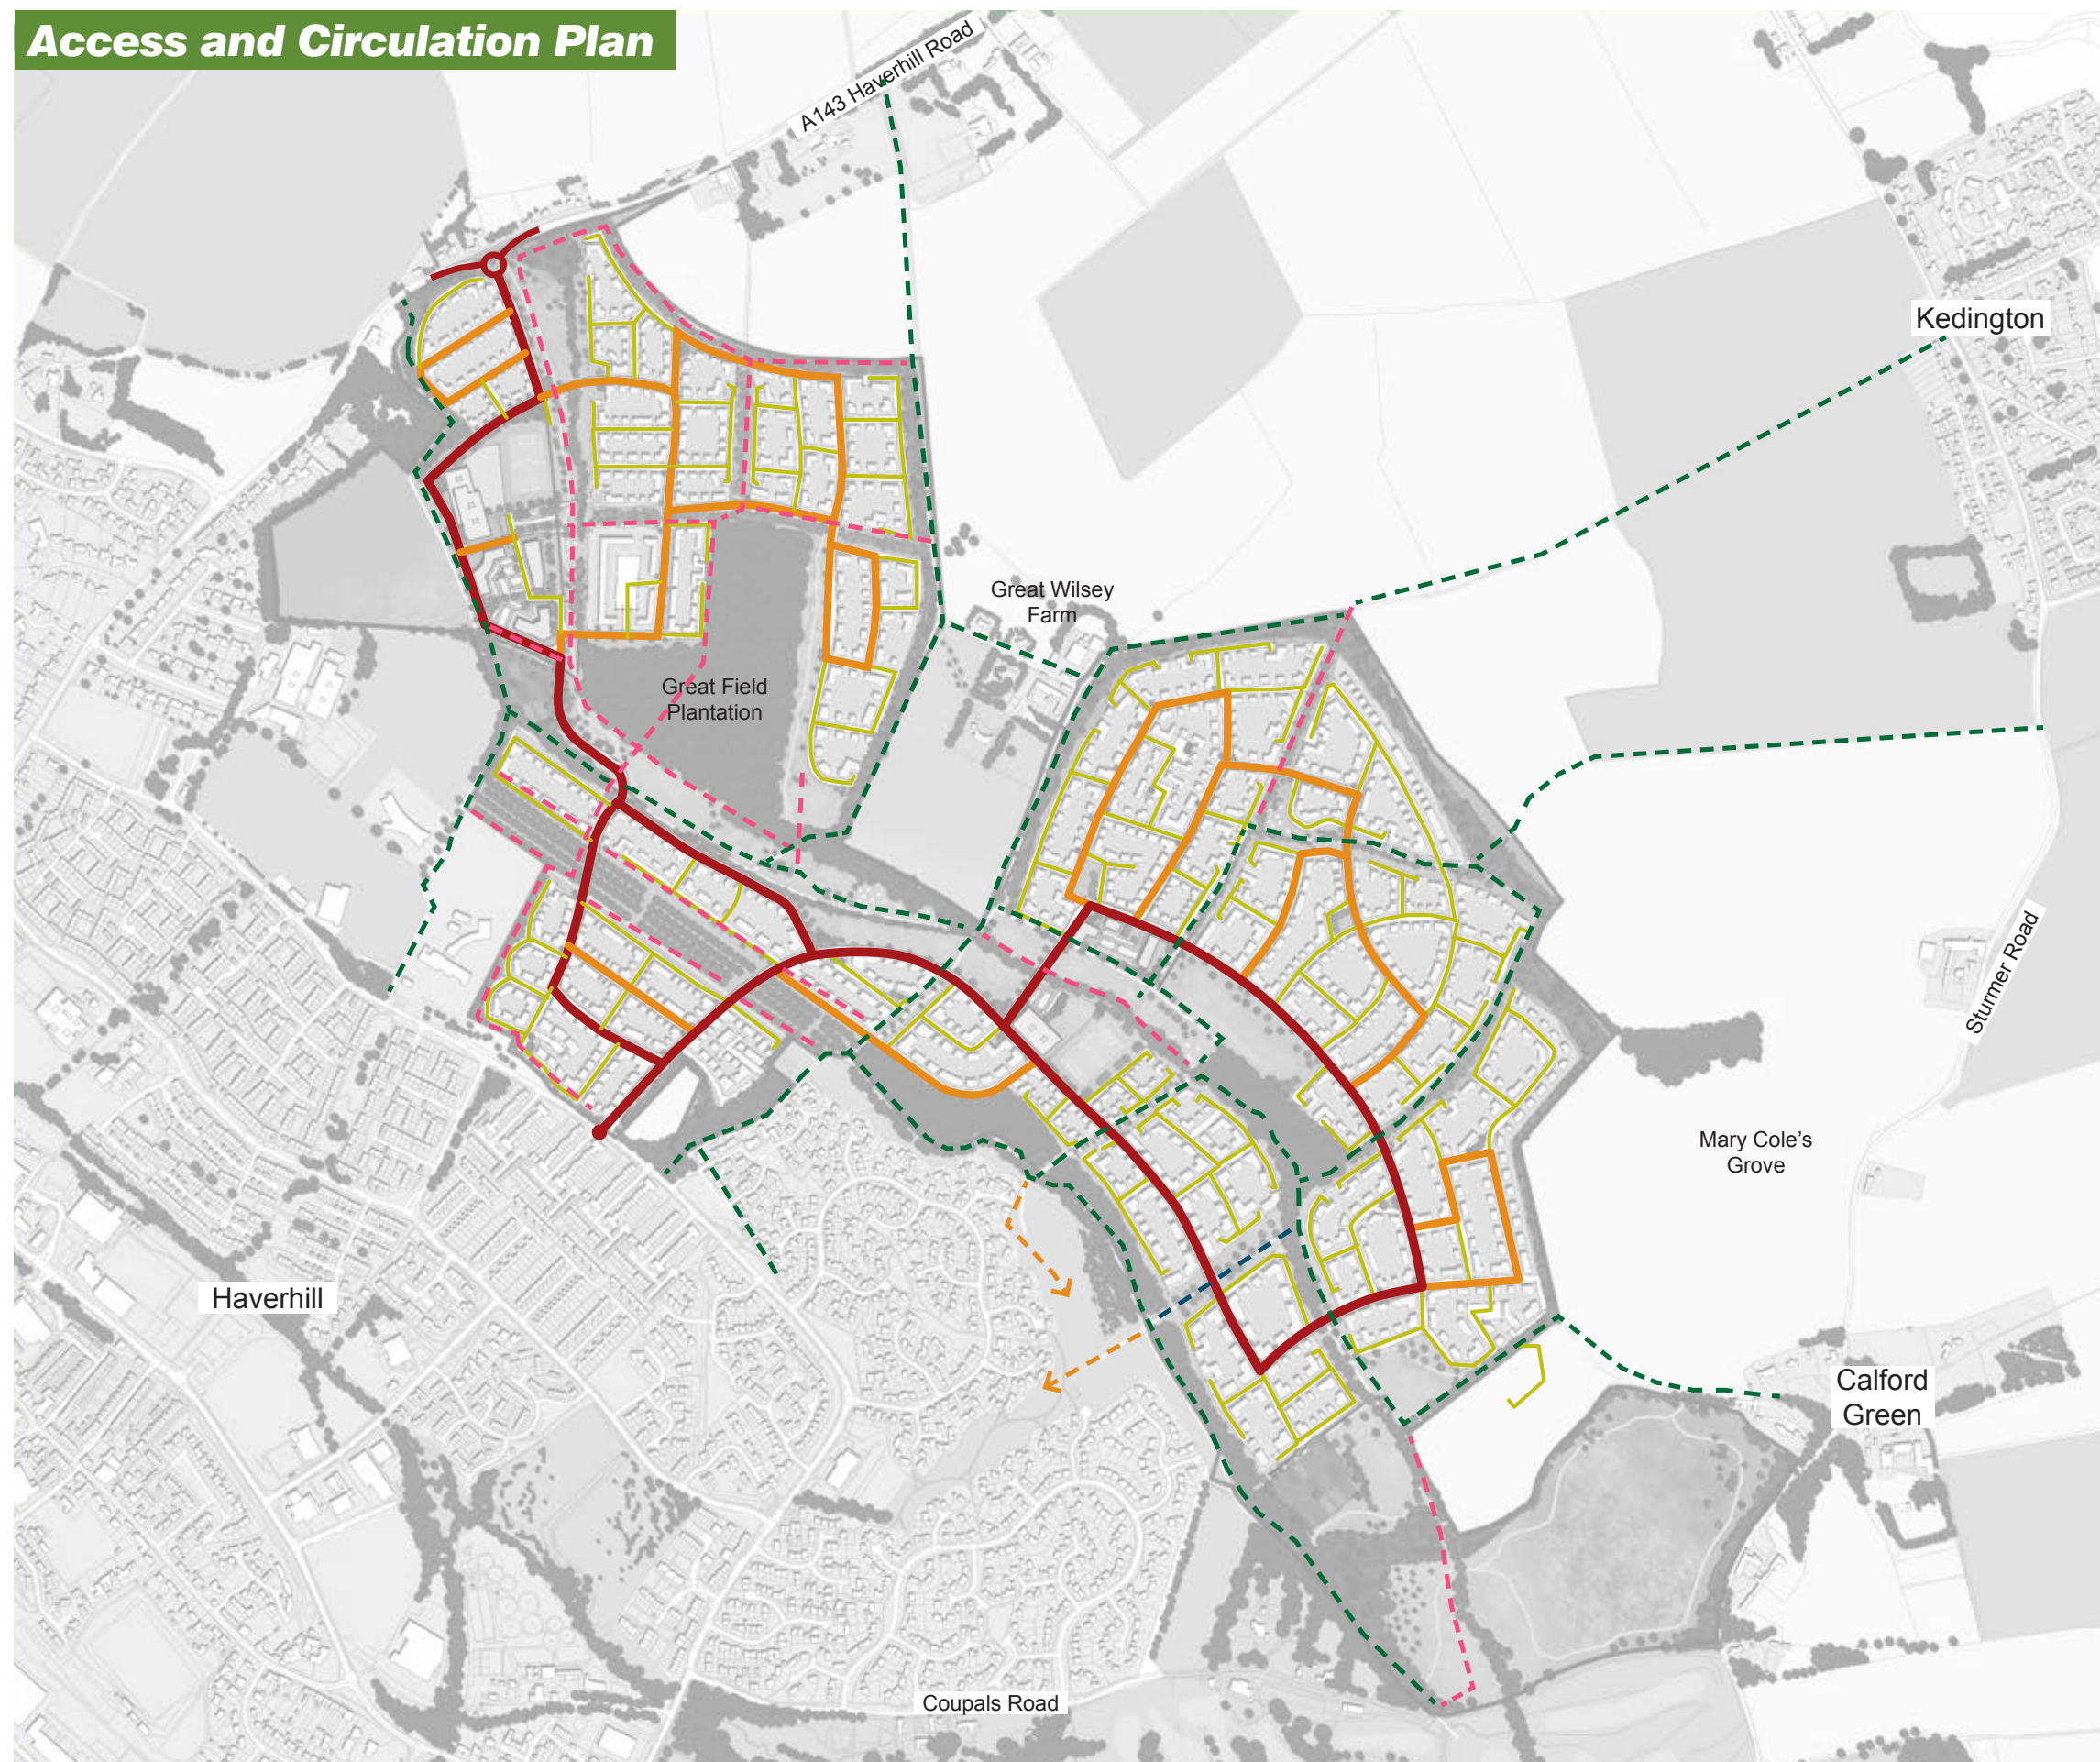 Access and Circulation Plan
A143 Haverhill Road
Kedington
Great Wilsey
Farm
Great Field
Plantation
Sturmer Road
Mary Cole's
Grove
Haverhill
Calford
Green
Coupals Road